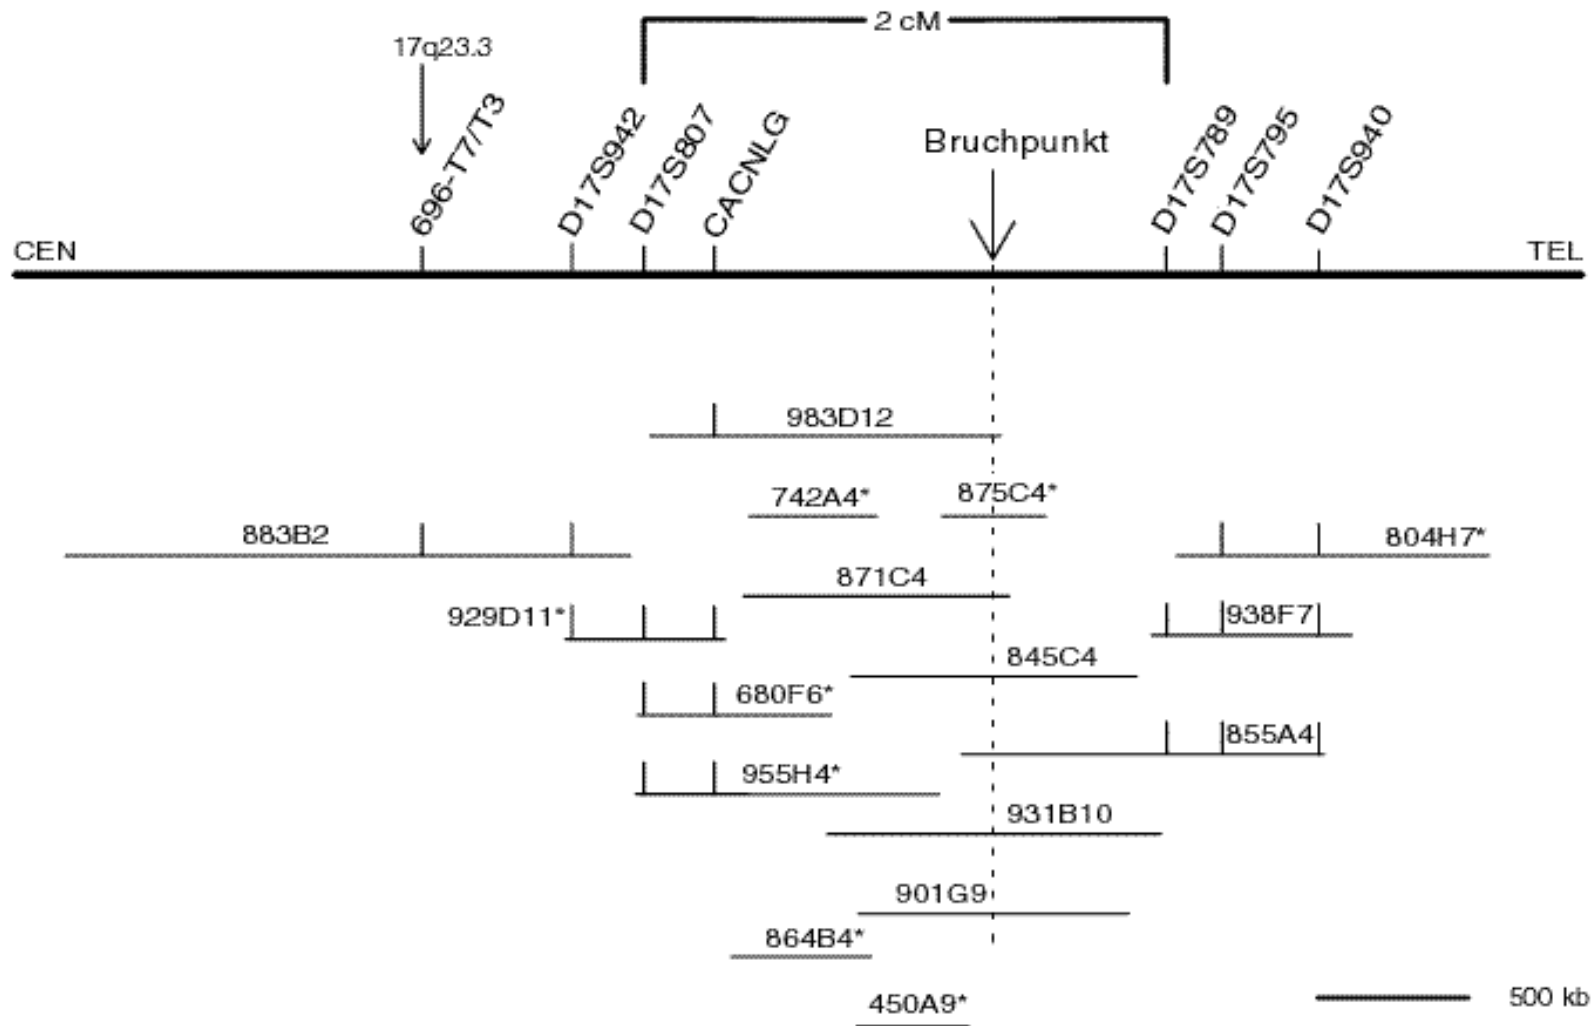 2 cM
17q23.3
696-T7/T3
D17S942
D17S807
CACNLG
Bruchpunkt
D17S789
D17S795
D17S940
CEN
TEL
983D12
742A4*
875C4*
883B2
804H7*
871C4
929D11*
938F7
845C4
680F6*
855A4
955H4*
931B10
901G9
864B4*
450A9*
500 kb